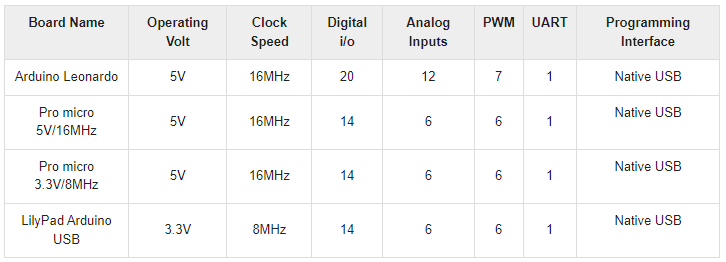 Board Name Operating Volt Clock Speed Digital i/o Analog Inputs PWM UART Programming Interface
Arduino Leonardo 5V 16MHz 20 12 7 1 Native USB
Pro micro 5V/16MHz 5V 16MHz 14 6 6 1 Native USB
Pro micro 3.3V/8MHz 5V 16MHz 14 6 6 1 Native USB
LilyPad Arduino USB 3.3V 8MHz 14 6 6 1 Native USB